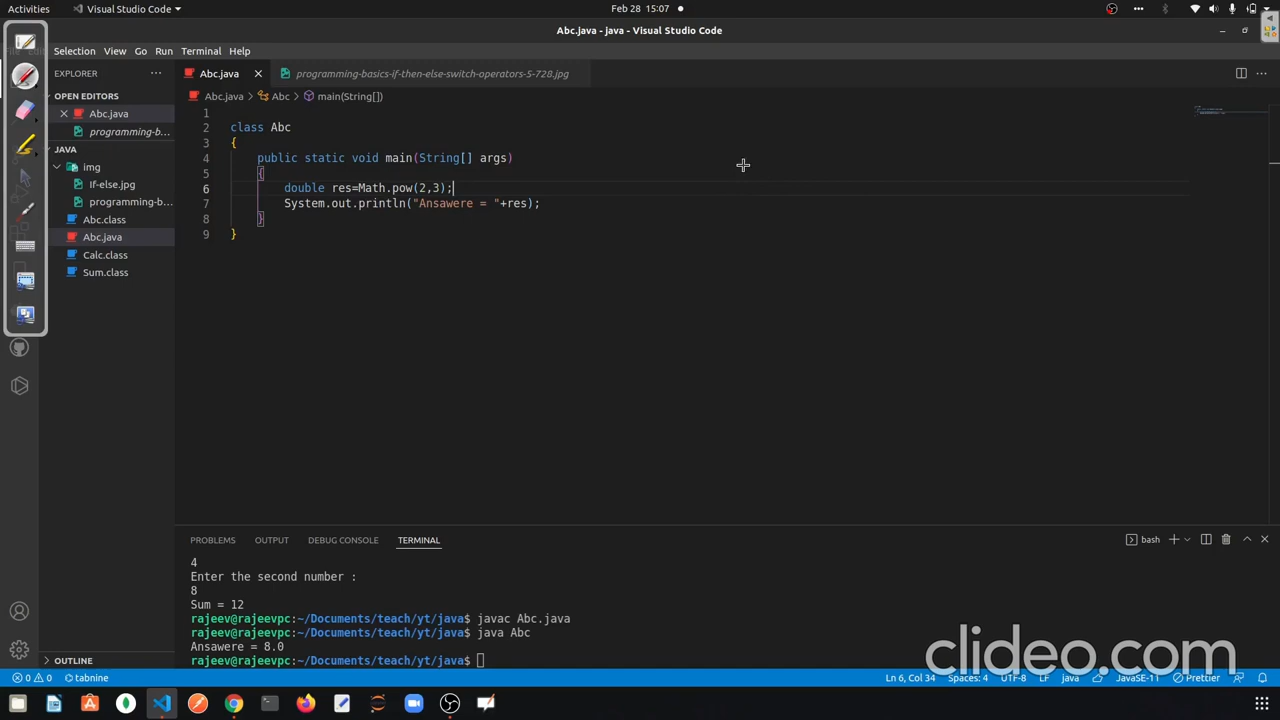 Activities
Visual Studio Code
Feb 28 15:07
Abc.java - java - Visual Studio Code
Selection View Go Run Terminal Help
EXPLORER
Abc.java
programming-basics-if-then-else-switch-operators-5-728.jpg
OPEN EDITORS
Abc.java > Abc > main(String[])
Abc.java
programming-b...
JAVA
img
If-else.jpg
programming-b...
Abc.class
Abc.java
Calc.class
Sum.class
1
2 class Abc
3 {
4 public static void main(String[] args)
5 {
6 double res=Math.pow(2,3);
7 System.out.println("Ansawere = "+res);
8 }
9 }
PROBLEMS OUTPUT DEBUG CONSOLE TERMINAL
bash
4
Enter the second number :
8
Sum = 12
rajeev@rajeevpc:~/Documents/teach/yt/java$ javac Abc.java
rajeev@rajeevpc:~/Documents/teach/yt/java$ java Abc
Ansawere = 8.0
rajeev@rajeevpc:~/Documents/teach/yt/java$
OUTLINE
clideo.com
0 0 tabnine
Ln 6, Col 34 Spaces: 4 UTF-8 LF java JavaSE-11 Prettier